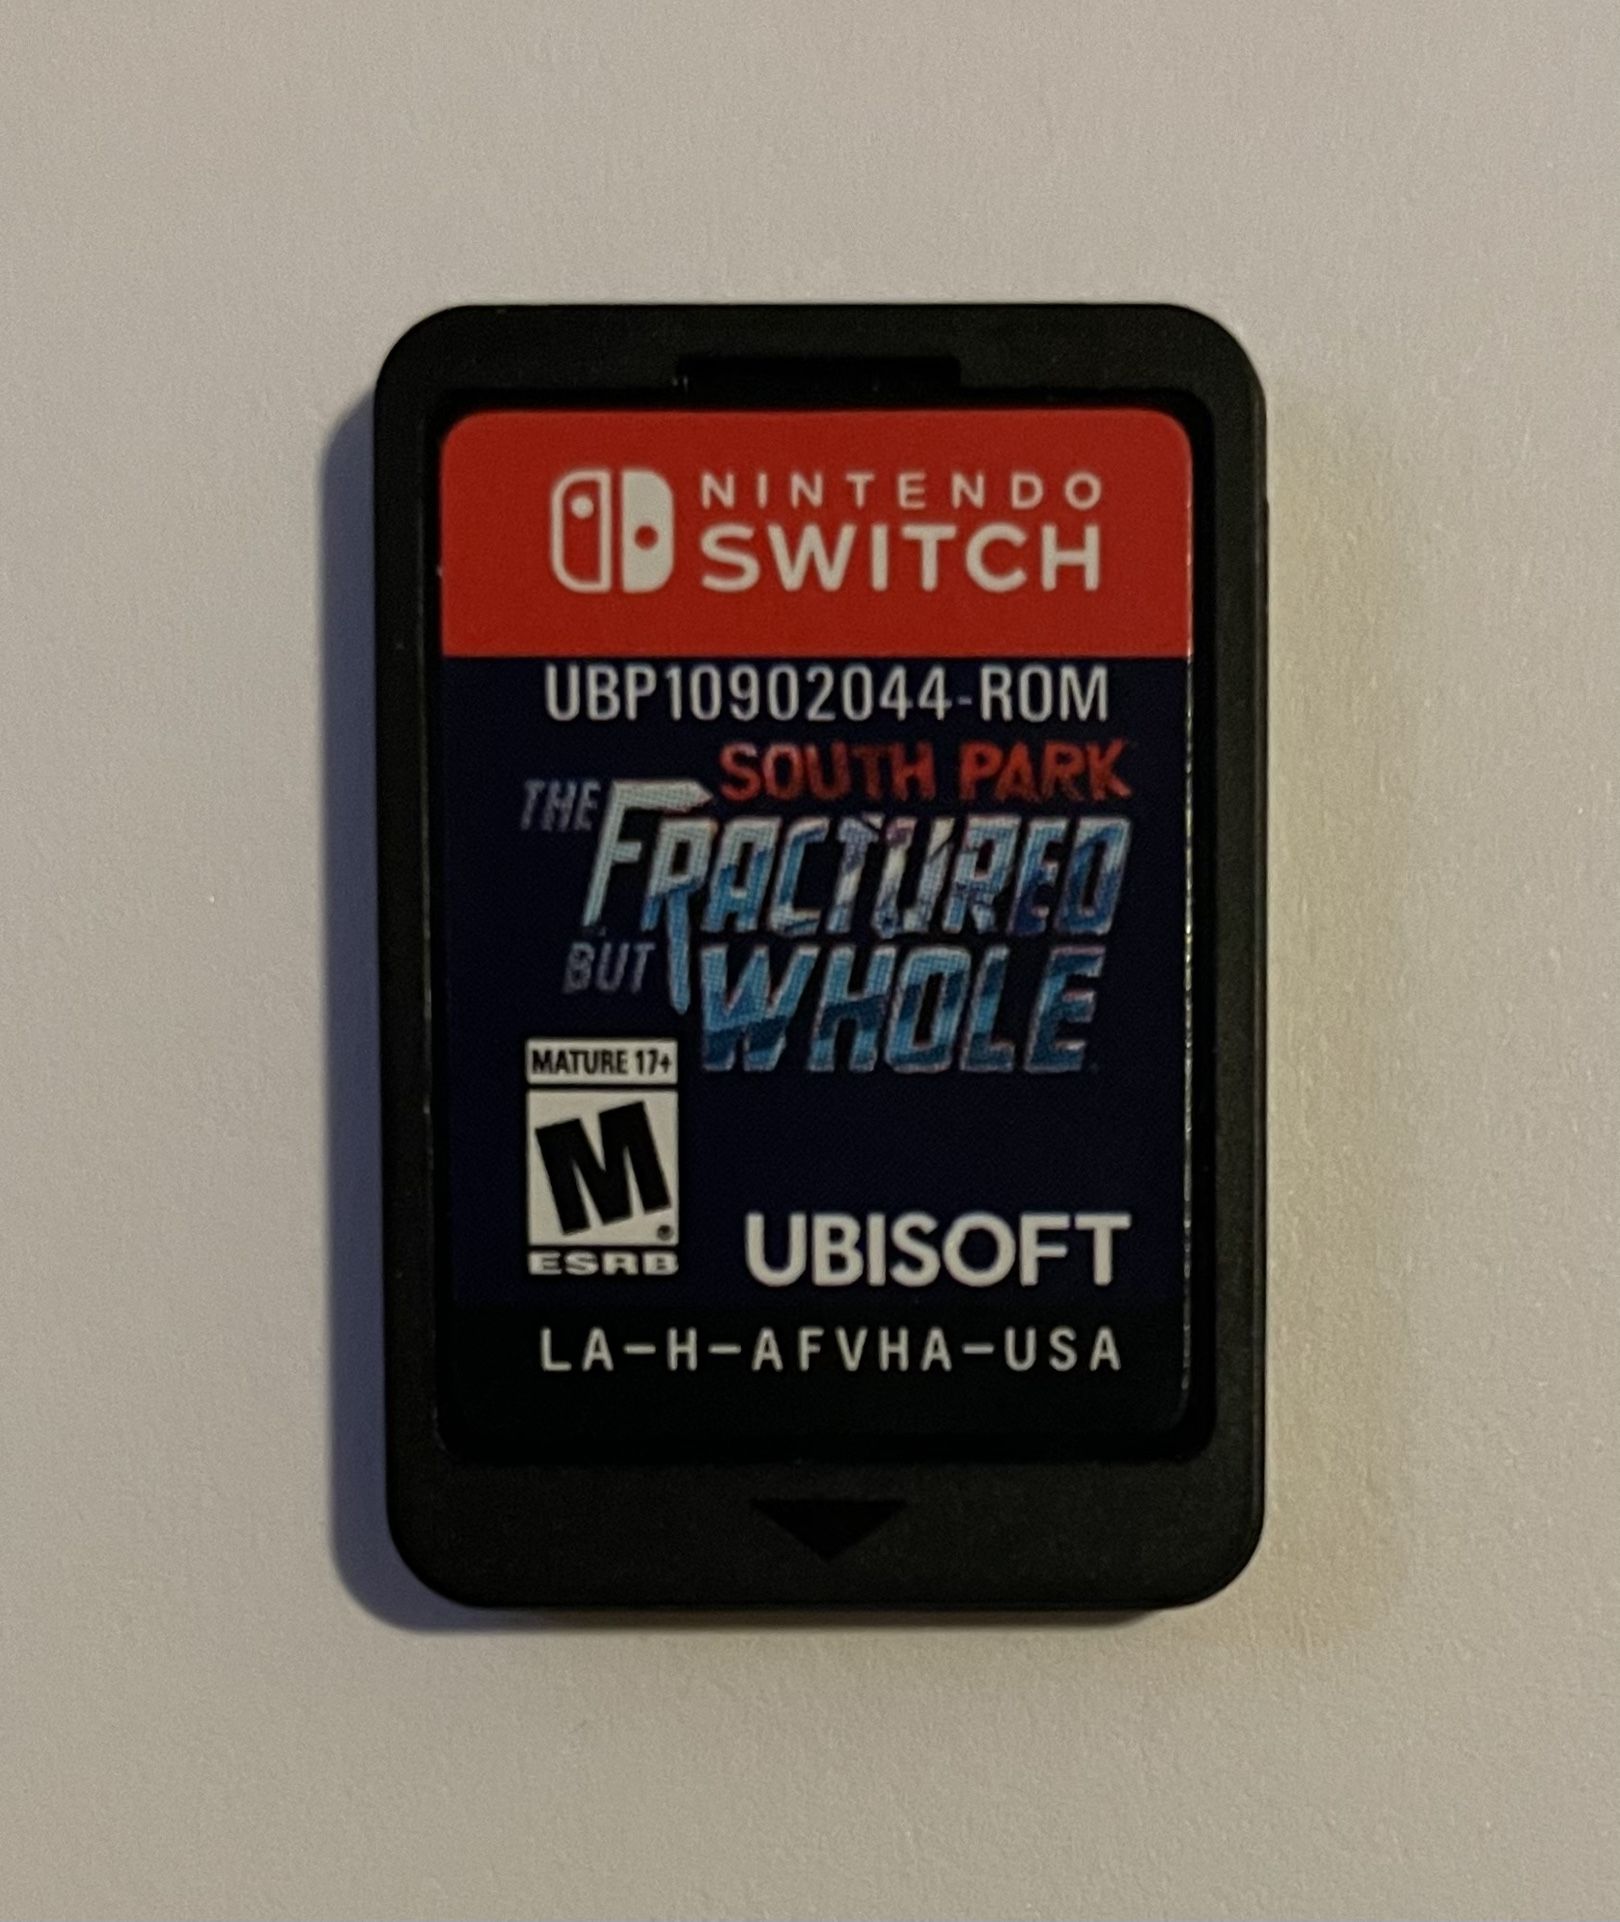 NINTENDO
SWITCH
UBP10902044-ROM
SOUTH PARK
THE FRACTURED
BUT WHOLE
MATURE 17+
M
ESRB
UBISOFT
LA-H-AFVHA-USA